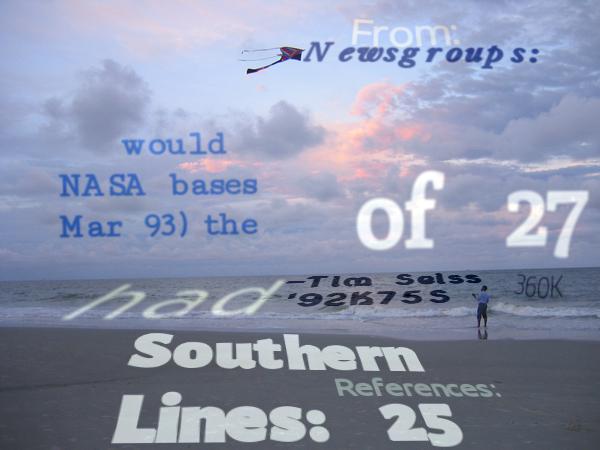 From:
Newsgroups:
would
NASA bases
Mar 93) the
of 27
had
-Tim Seiss
'92K75S
360K
Southern
References:
Lines: 25